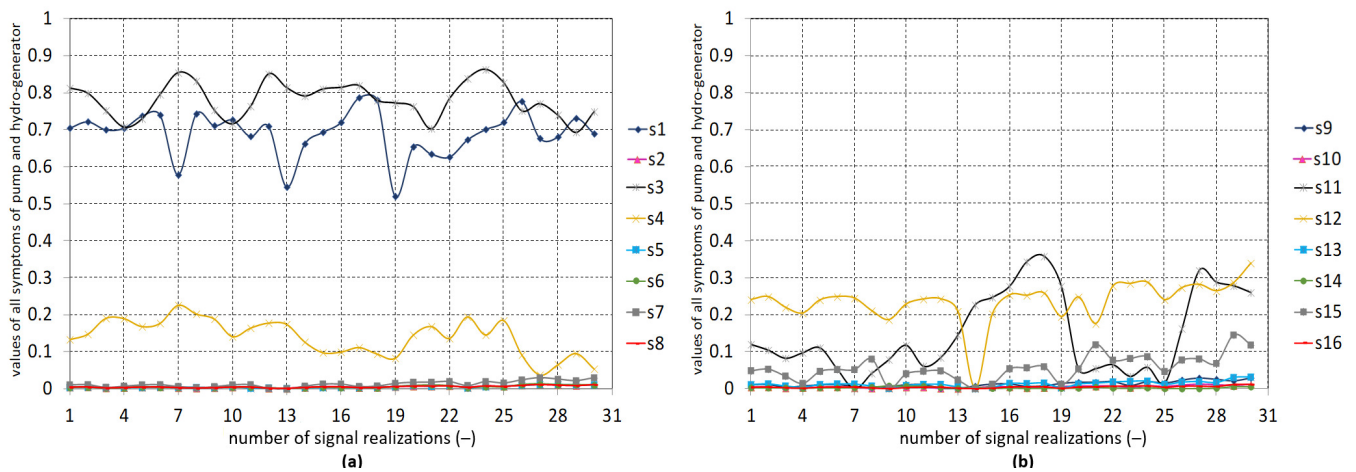 values of all symptoms of pump and hydro-generator
1
0.9
0.8
0.7
0.6
0.5
0.4
0.3
0.2
0.1
0
1 4 7 10 13 16 19 22 25 28 31
number of signal realizations (–)
(a)
s1
s2
s3
s4
s5
s6
s7
s8
values of all symptoms of pump and hydro-generator
1
0.9
0.8
0.7
0.6
0.5
0.4
0.3
0.2
0.1
0
1 4 7 10 13 16 19 22 25 28 31
number of signal realizations (–)
(b)
s9
s10
s11
s12
s13
s14
s15
s16